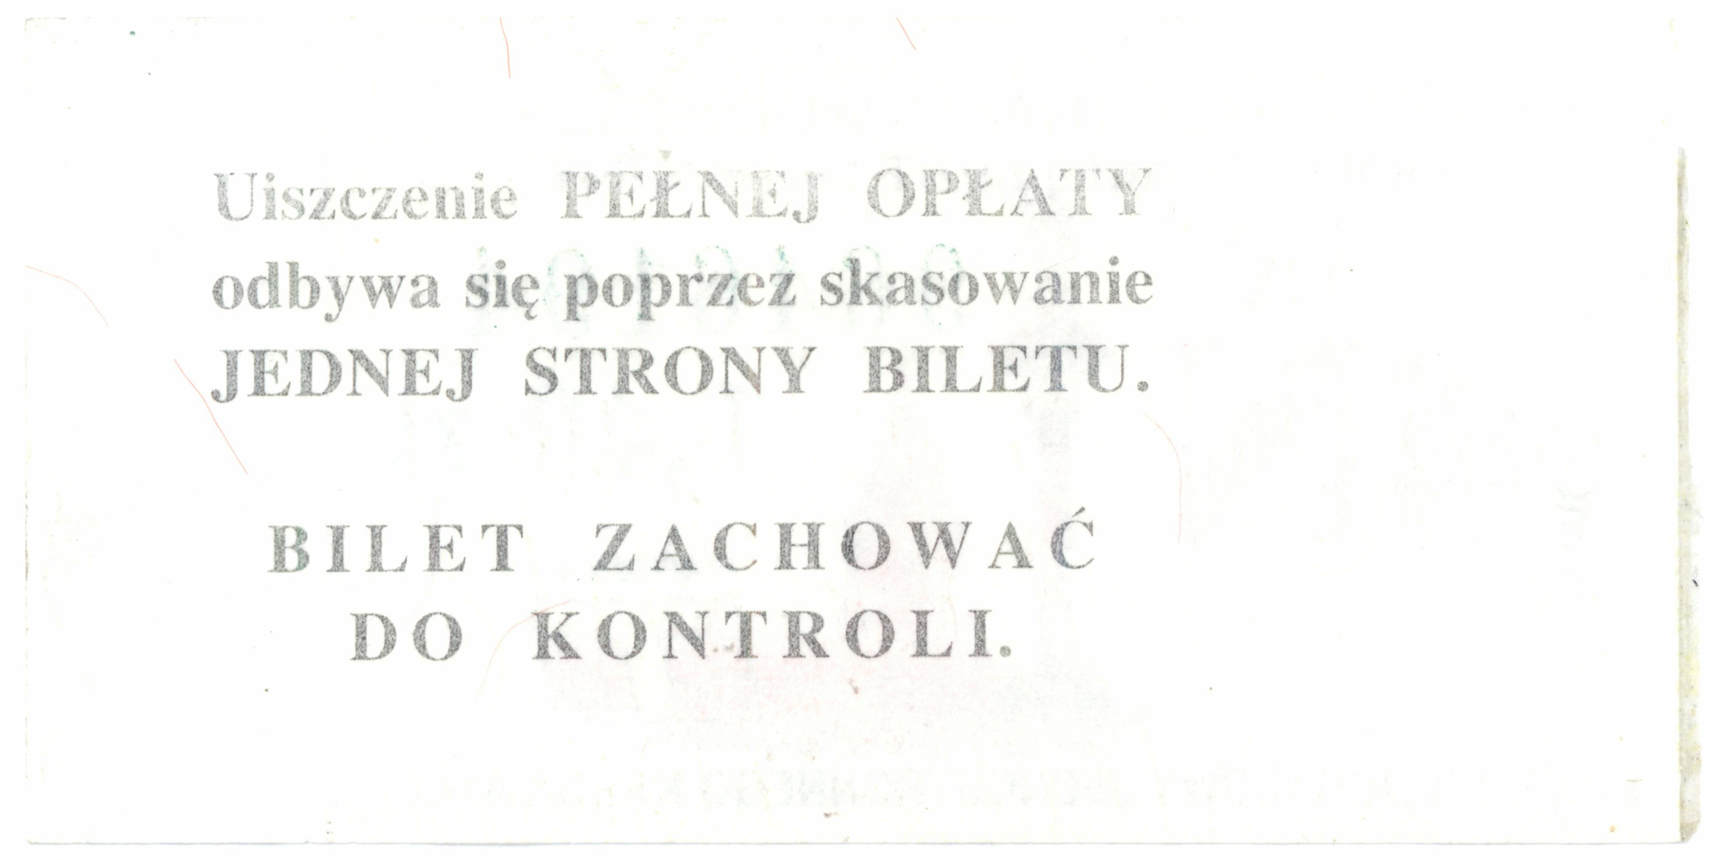 Uiszczenie PEŁNEJ OPŁATY
odbywa się poprzez skasowanie
JEDNEJ STRONY BILETU.
BILET ZACHOWAĆ
DO KONTROLI.